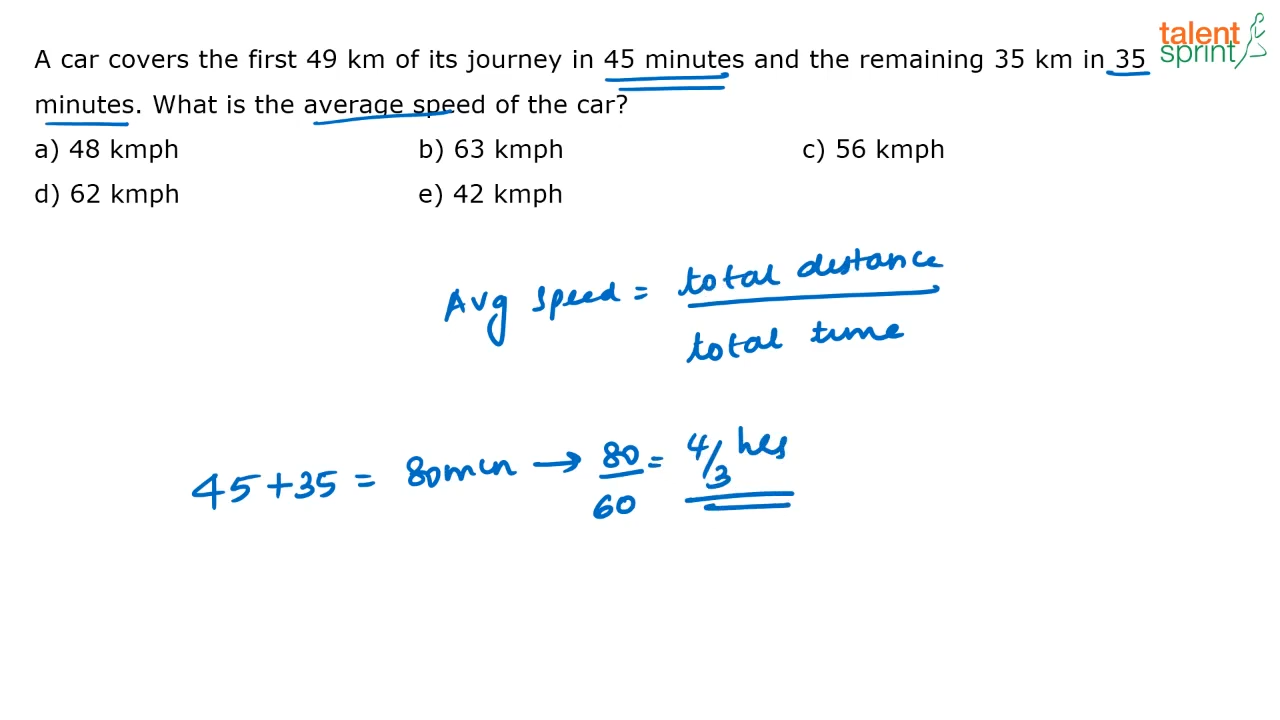 talent
sprint
A car covers the first 49 km of its journey in 45 minutes and the remaining 35 km in 35
minutes. What is the average speed of the car?
a) 48 kmph b) 63 kmph c) 56 kmph
d) 62 kmph e) 42 kmph
Avg speed = total distance
total time
45 + 35 = 80 min → 80/60 = 4/3 hrs